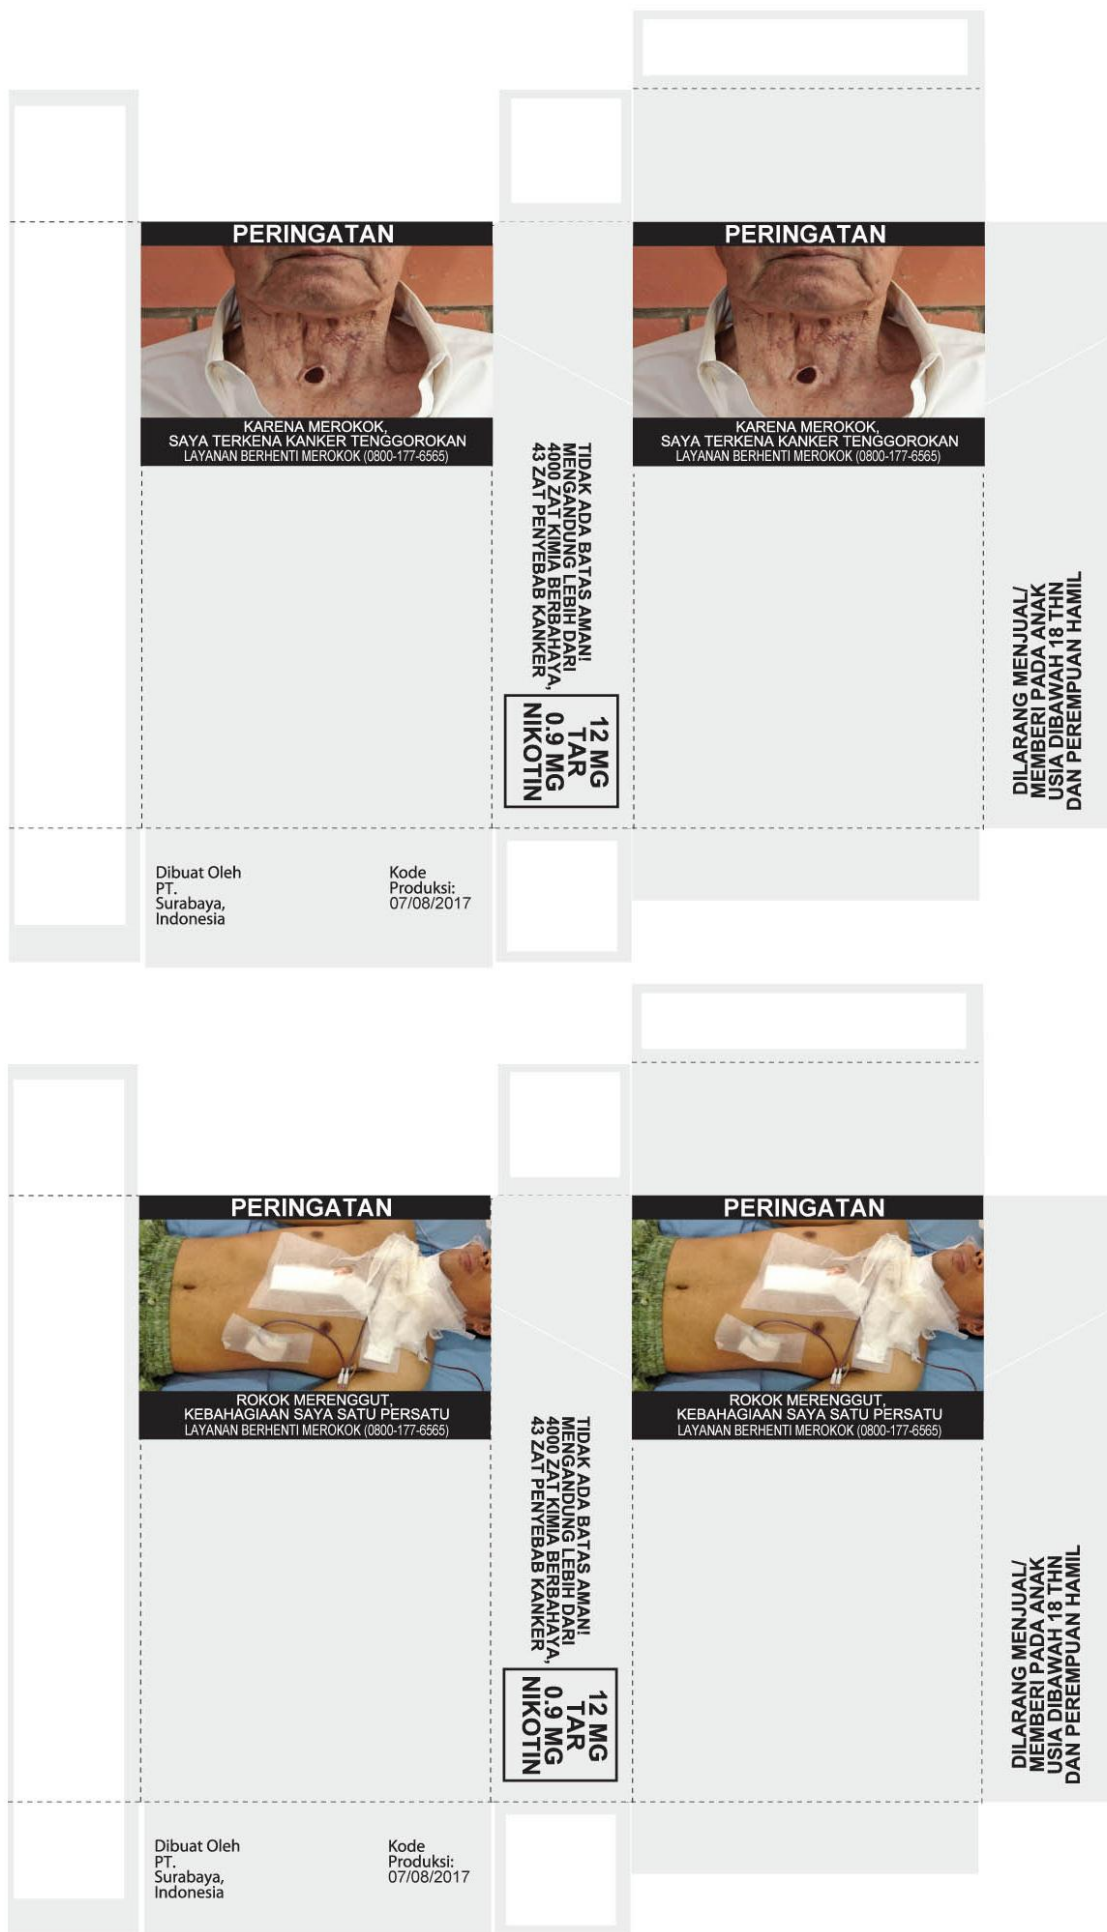 PERINGATAN
KARENA MEROKOK,
SAYA TERKENA KANKER TENGGOROKAN
LAYANAN BERHENTI MEROKOK (0800-177-6565)
TIDAK ADA BATAS AMAN!
MENGANDUNG LEBIH DARI
4000 ZAT KIMIA BERBAHAYA,
43 ZAT PENYEBAB KANKER
12 MG
TAR
0.9 MG
NIKOTIN
PERINGATAN
KARENA MEROKOK,
SAYA TERKENA KANKER TENGGOROKAN
LAYANAN BERHENTI MEROKOK (0800-177-6565)
DILARANG MENJUAL/
MEMBERI PADA ANAK
USIA DIBAWAH 18 THN
DAN PEREMPUAN HAMIL
Dibuat Oleh
PT.
Surabaya,
Indonesia
Kode
Produksi:
07/08/2017
PERINGATAN
ROKOK MERENGGUT,
KEBAHAGIAAN SAYA SATU PERSATU
LAYANAN BERHENTI MEROKOK (0800-177-6565)
TIDAK ADA BATAS AMAN!
MENGANDUNG LEBIH DARI
4000 ZAT KIMIA BERBAHAYA,
43 ZAT PENYEBAB KANKER
12 MG
TAR
0.9 MG
NIKOTIN
PERINGATAN
ROKOK MERENGGUT,
KEBAHAGIAAN SAYA SATU PERSATU
LAYANAN BERHENTI MEROKOK (0800-177-6565)
DILARANG MENJUAL/
MEMBERI PADA ANAK
USIA DIBAWAH 18 THN
DAN PEREMPUAN HAMIL
Dibuat Oleh
PT.
Surabaya,
Indonesia
Kode
Produksi:
07/08/2017